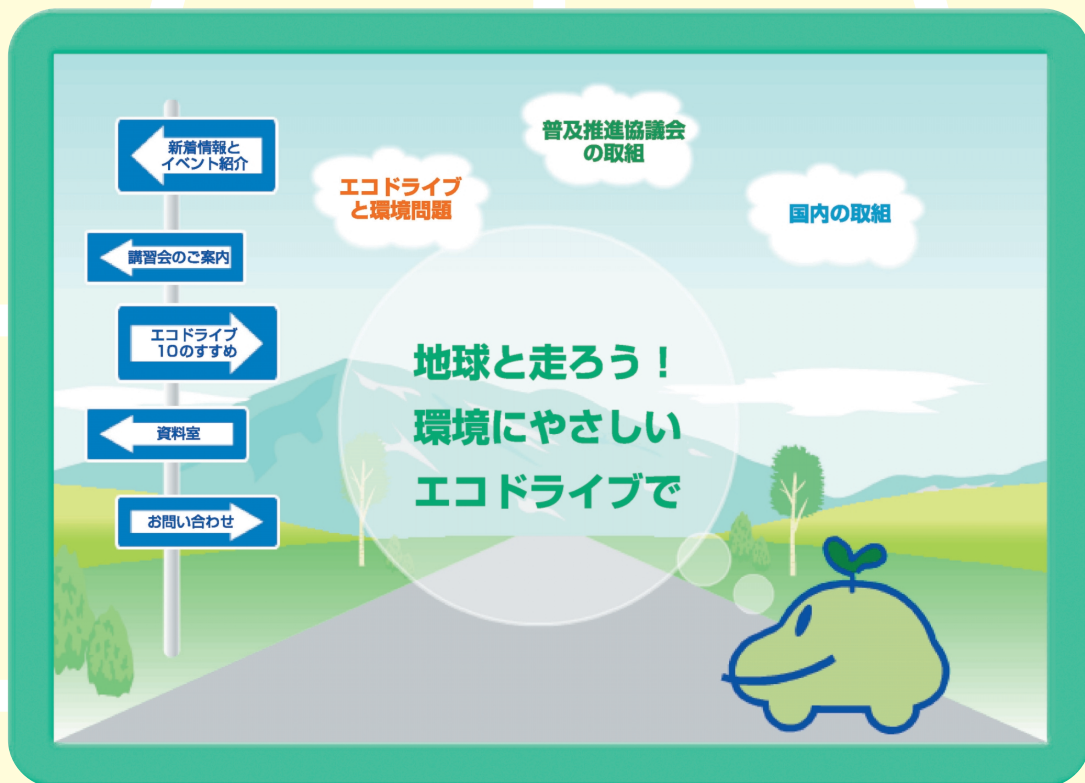 新着情報と
イベント紹介
講習会のご案内
エコドライブ
10のすすめ
資料室
お問い合わせ
エコドライブ
と環境問題
普及推進協議会
の取組
国内の取組
地球と走ろう！
環境にやさしい
エコドライブで